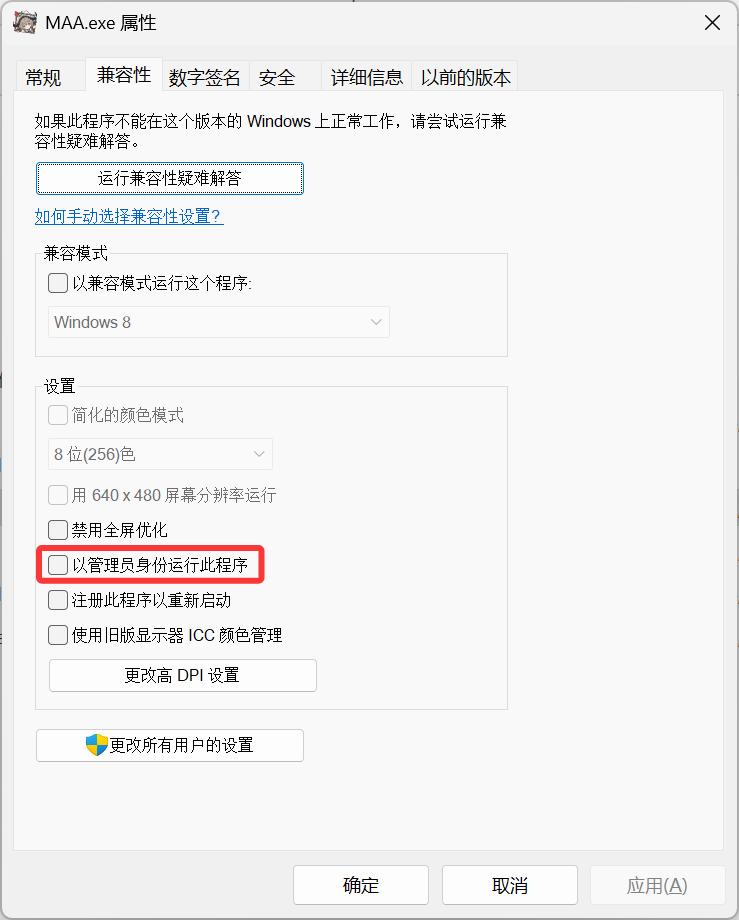 MAA.exe 属性
常规 兼容性 数字签名 安全 详细信息 以前的版本
如果此程序不能在这个版本的 Windows 上正常工作，请尝试运行兼
容性疑难解答。
运行兼容性疑难解答
如何手动选择兼容性设置?
兼容模式
以兼容模式运行这个程序:
Windows 8
设置
简化的颜色模式
8 位(256)色
用 640 x 480 屏幕分辨率运行
禁用全屏优化
以管理员身份运行此程序
注册此程序以重新启动
使用旧版显示器 ICC 颜色管理
更改高 DPI 设置
更改所有用户的设置
确定 取消 应用(A)